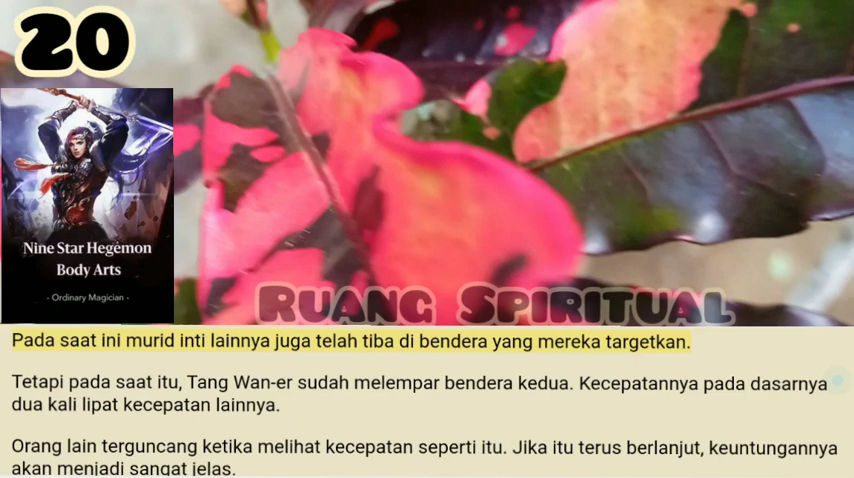 20
Nine Star Hegemon
Body Arts
- Ordinary Magician -
Ruang Spiritual
Pada saat ini murid inti lainnya juga telah tiba di bendera yang mereka targetkan.
Tetapi pada saat itu, Tang Wan-er sudah melempar bendera kedua. Kecepatannya pada dasarnya
dua kali lipat kecepatan lainnya.
Orang lain terguncang ketika melihat kecepatan seperti itu. Jika itu terus berlanjut, keuntungannya
akan menjadi sangat jelas.